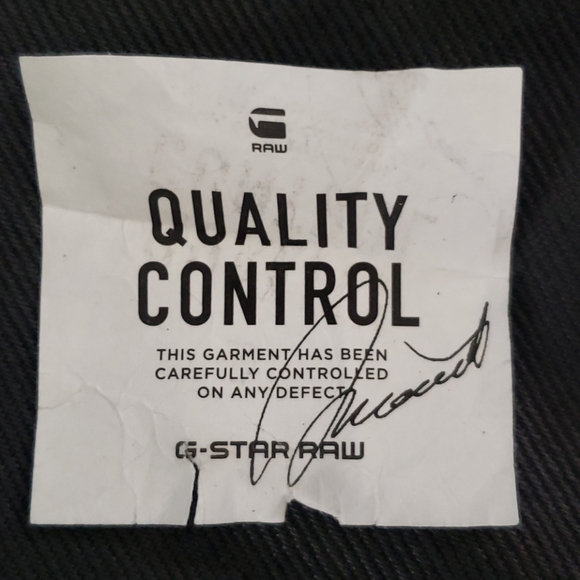 RAW
QUALITY
CONTROL
THIS GARMENT HAS BEEN
CAREFULLY CONTROLLED
ON ANY DEFECT
G-STAR RAW